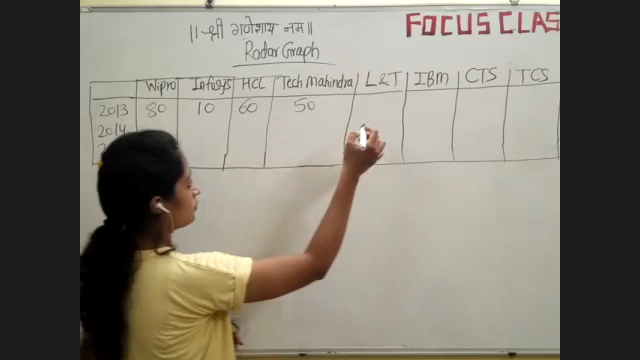 ॥ श्री गणेशाय नमः ॥
FOCUS CLAS
Radar Graph
Wipro Infosys HCL Tech Mahindra L&T IBM CTS TCS
2013 80 10 60 50
2014